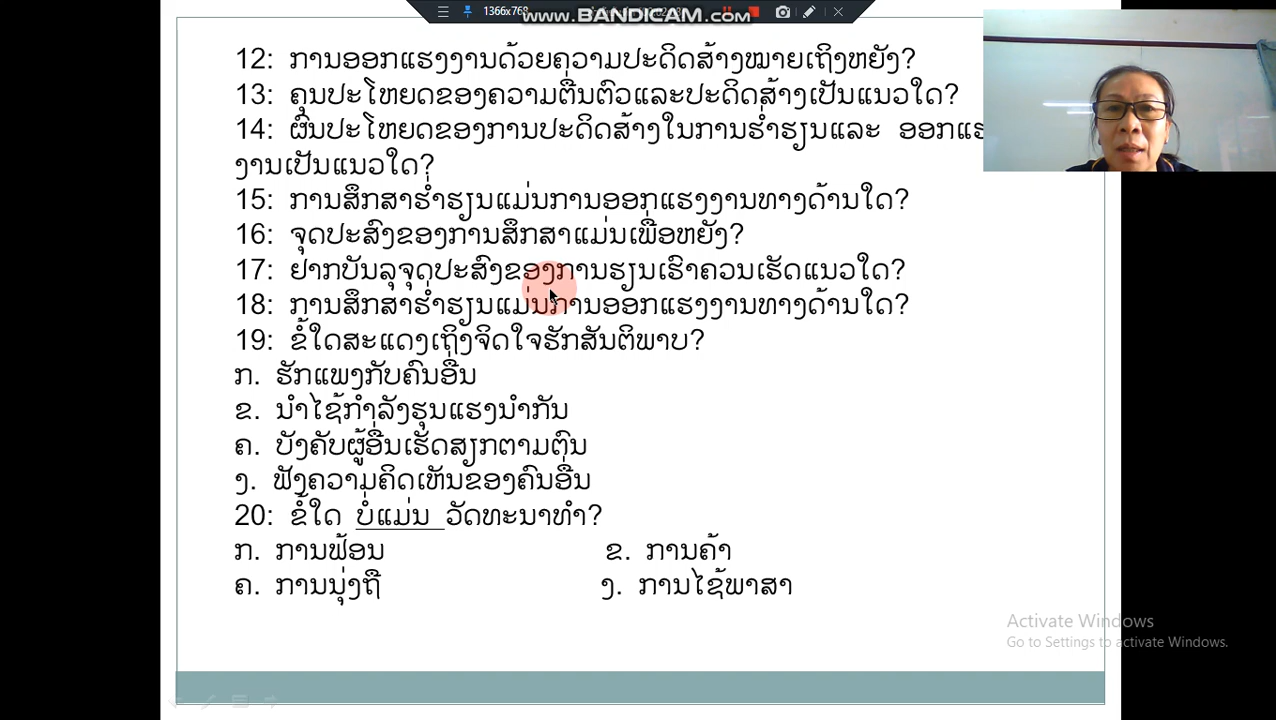 1366x768
www.BANDICAM.com
12: ການອອກແຮງງານດ້ວຍຄວາມປະດິດສ້າງໝາຍເຖິງຫຍັງ?
13: ຄຸນປະໂຫຍດຂອງຄວາມຕື່ນຕົວແລະປະດິດສ້າງເປັນແນວໃດ?
14: ຜົນປະໂຫຍດຂອງການປະດິດສ້າງໃນການຮ່ຳຮຽນແລະ ອອກແຮ
ງານເປັນແນວໃດ?
15: ການສຶກສາຮ່ຳຮຽນແມ່ນການອອກແຮງງານທາງດ້ານໃດ?
16: ຈຸດປະສົງຂອງການສຶກສາແມ່ນເພື່ອຫຍັງ?
17: ຢາກບັນລຸຈຸດປະສົງຂອງການຮຽນເຮົາຄວນເຮັດແນວໃດ?
18: ການສຶກສາຮ່ຳຮຽນແມ່ນການອອກແຮງງານທາງດ້ານໃດ?
19: ຂໍ້ໃດສະແດງເຖິງຈິດໃຈຮັກສັນຕິພາບ?
ກ. ຮັກແພງກັບຄົນອື່ນ
ຂ. ນຳໄຊ້ກຳລັງຮຸນແຮງນຳກັນ
ຄ. ບັງຄັບຜູ້ອື່ນເຮັດສຽກຕາມຕົນ
ງ. ຟັງຄວາມຄິດເຫັນຂອງຄົນອື່ນ
20: ຂໍ້ໃດ ບໍ່ແມ່ນ ວັດທະນາທຳ?
ກ. ການຟ້ອນ ຂ. ການຄ້າ
ຄ. ການນຸ່ງຖື ງ. ການໄຊ້ພາສາ
Activate Windows
Go to Settings to activate Windows.